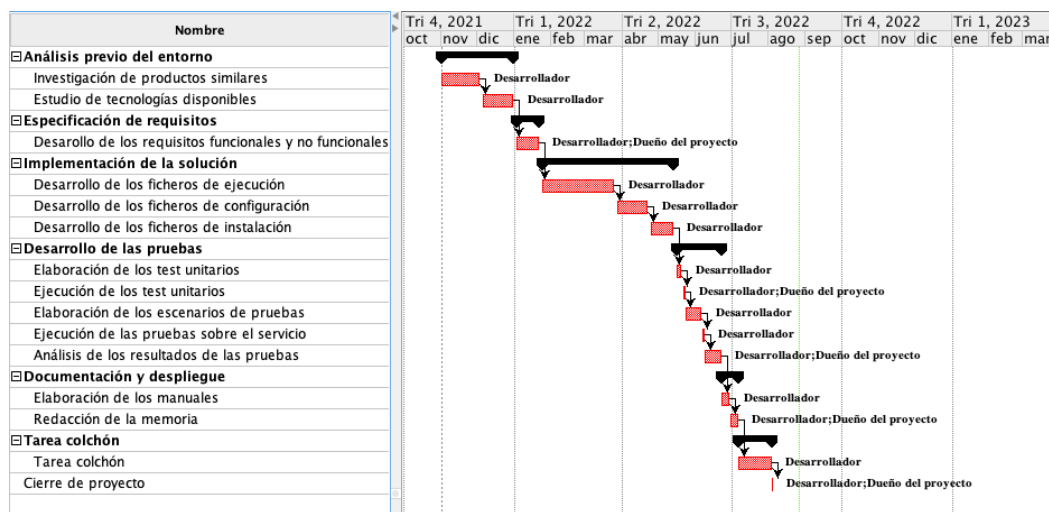 Nombre
Tri 4, 2021 Tri 1, 2022 Tri 2, 2022 Tri 3, 2022 Tri 4, 2022 Tri 1, 2023
oct nov dic ene feb mar abr may jun jul ago sep oct nov dic ene feb mar
Análisis previo del entorno
Investigación de productos similares Desarrollador
Estudio de tecnologías disponibles Desarrollador
Especificación de requisitos
Desarollo de los requisitos funcionales y no funcionales Desarrollador;Dueño del proyecto
Implementación de la solución
Desarrollo de los ficheros de ejecución Desarrollador
Desarrollo de los ficheros de configuración Desarrollador
Desarrollo de los ficheros de instalación Desarrollador
Desarrollo de las pruebas
Elaboración de los test unitarios Desarrollador
Ejecución de los test unitarios Desarrollador;Dueño del proyecto
Elaboración de los escenarios de pruebas Desarrollador
Ejecución de las pruebas sobre el servicio Desarrollador
Análisis de los resultados de las pruebas Desarrollador;Dueño del proyecto
Documentación y despliegue
Elaboración de los manuales Desarrollador
Redacción de la memoria Desarrollador;Dueño del proyecto
Tarea colchón
Tarea colchón Desarrollador
Cierre de proyecto Desarrollador;Dueño del proyecto